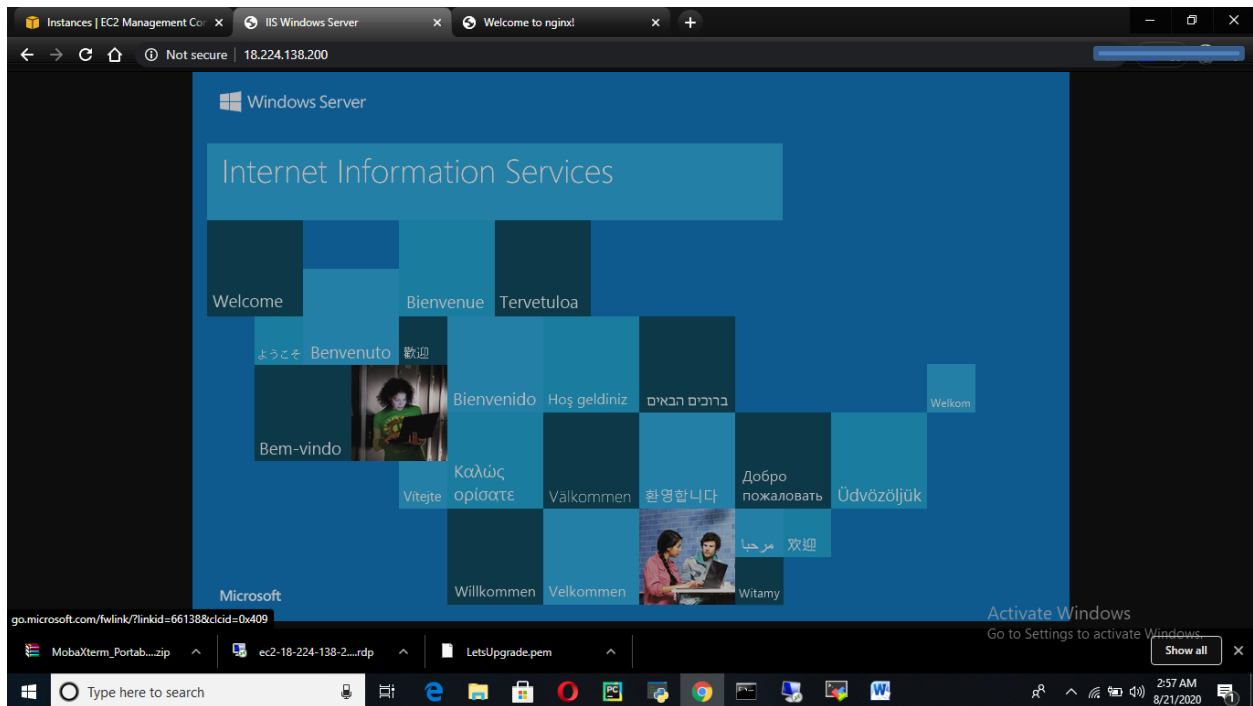 Instances | EC2 Management Con
IIS Windows Server
Welcome to nginx!
Not secure | 18.224.138.200
Windows Server
Internet Information Services
Welcome
Bienvenue
Tervetuloa
ようこそ
Benvenuto
歡迎
Bienvenido
Hoş geldiniz
ברוכים הבאים
Welkom
Bem-vindo
Vítejte
Καλώς
ορίσατε
Välkommen
환영합니다
Добро
пожаловать
Üdvözöljük
مرحبا
欢迎
Microsoft
Willkommen
Velkommen
Witamy
go.microsoft.com/fwlink/?linkid=66138&clcid=0x409
Activate Windows
Go to Settings to activate Windows.
MobaXterm_Portab....zip
ec2-18-224-138-2....rdp
LetsUpgrade.pem
Show all
Type here to search
2:57 AM
8/21/2020